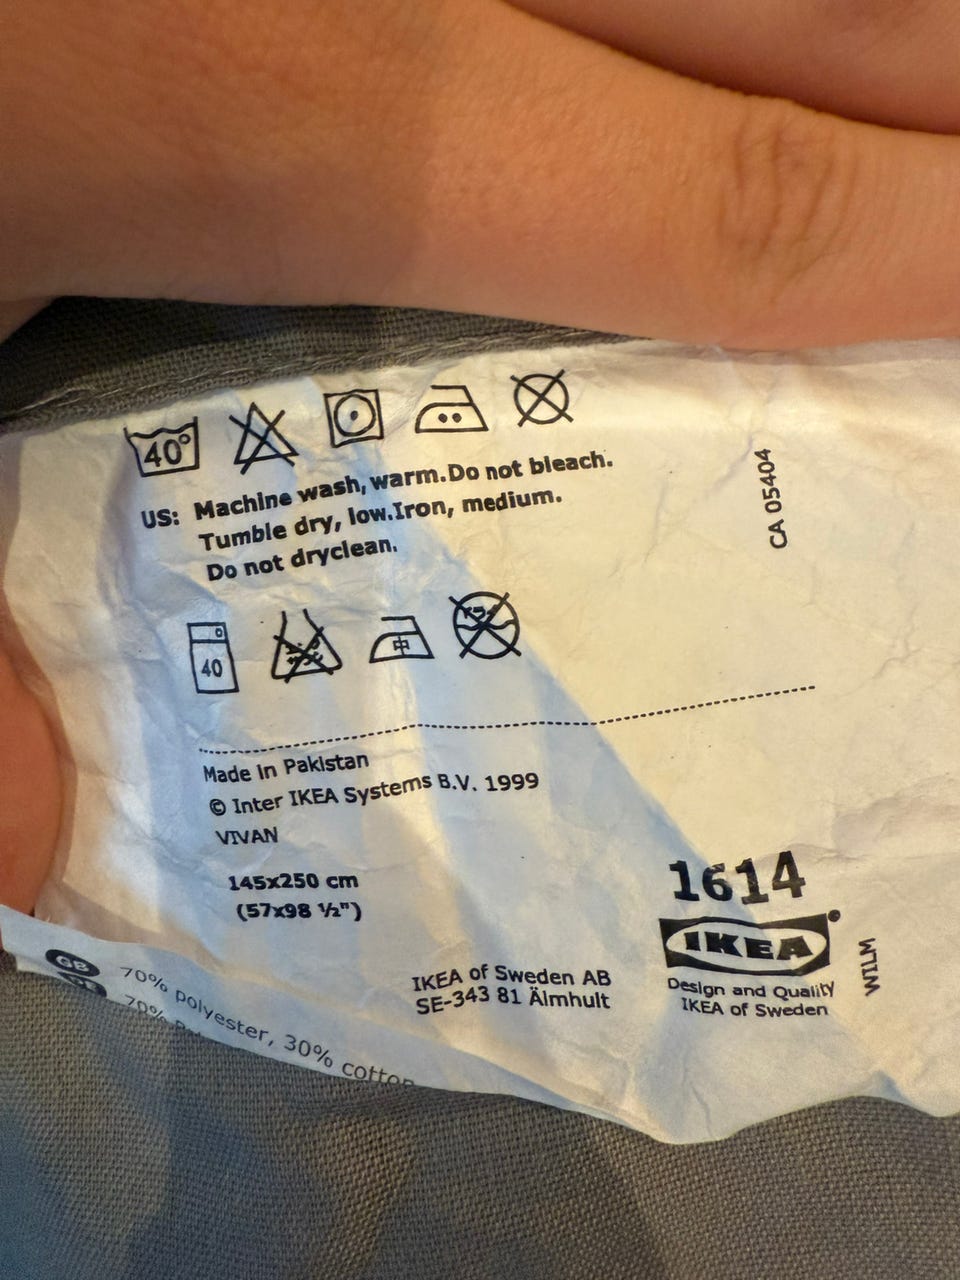 40°
US: Machine wash, warm. Do not bleach.
Tumble dry, low. Iron, medium.
Do not dryclean.
40
中
Made in Pakistan
© Inter IKEA Systems B.V. 1999
VIVAN
145x250 cm
(57x98 ½")
CA 05404
1614
IKEA®
Design and Quality
IKEA of Sweden
WILM
IKEA of Sweden AB
SE-343 81 Älmhult
GB 70% polyester, 30% cotton
70%